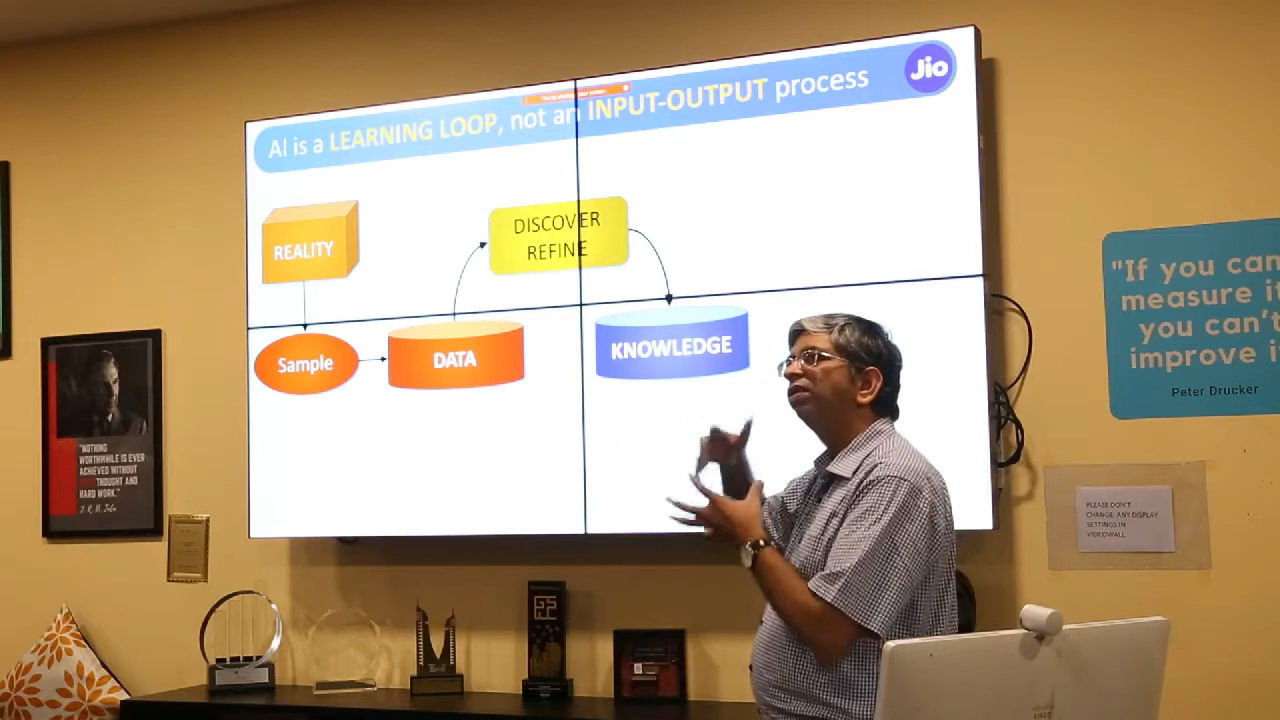 AI is a LEARNING LOOP, not an INPUT-OUTPUT process
Jio
REALITY
DISCOVER
REFINE
Sample
DATA
KNOWLEDGE
"If you can
measure it
you can't
improve i
Peter Drucker
"NOTHING
WORTHWHILE IS EVER
ACHIEVED WITHOUT
THOUGHT AND
HARD WORK."
J. R. D. Tata
PLEASE DON'T
CHANGE ANY DISPLAY
SETTINGS IN
VIDEOWALL